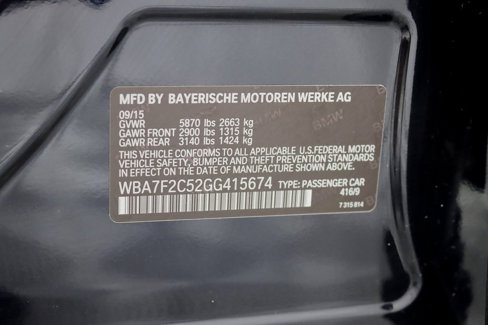 MFD BY BAYERISCHE MOTOREN WERKE AG
09/15
GVWR 5870 lbs 2663 kg
GAWR FRONT 2900 lbs 1315 kg
GAWR REAR 3140 lbs 1424 kg
THIS VEHICLE CONFORMS TO ALL APPLICABLE U.S.FEDERAL MOTOR
VEHICLE SAFETY, BUMPER AND THEFT PREVENTION STANDARDS
IN EFFECT ON THE DATE OF MANUFACTURE SHOWN ABOVE.
WBA7F2C52GG415674 TYPE: PASSENGER CAR
416/9
7 315 814
BMW